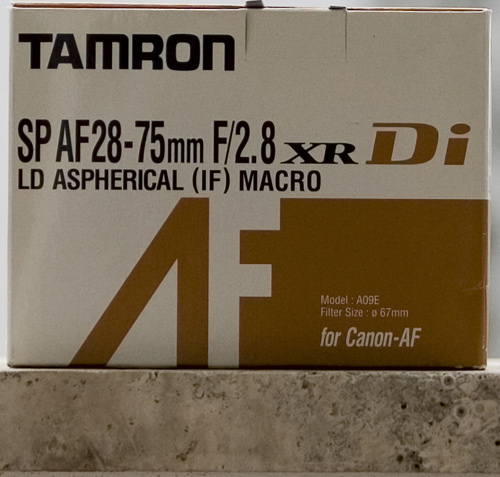 TAMRON
SP AF28-75mm F/2.8 XR Di
LD ASPHERICAL (IF) MACRO
AF
Model : A09E
Filter Size : ø 67mm
for Canon-AF